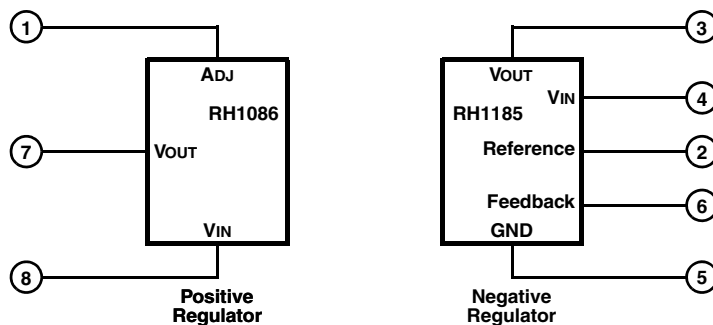 1
3
ADJ
VOUT
RH1086
VIN
4
RH1185
7
VOUT
Reference
2
Feedback
6
VIN
GND
8
5
Positive
Regulator
Negative
Regulator